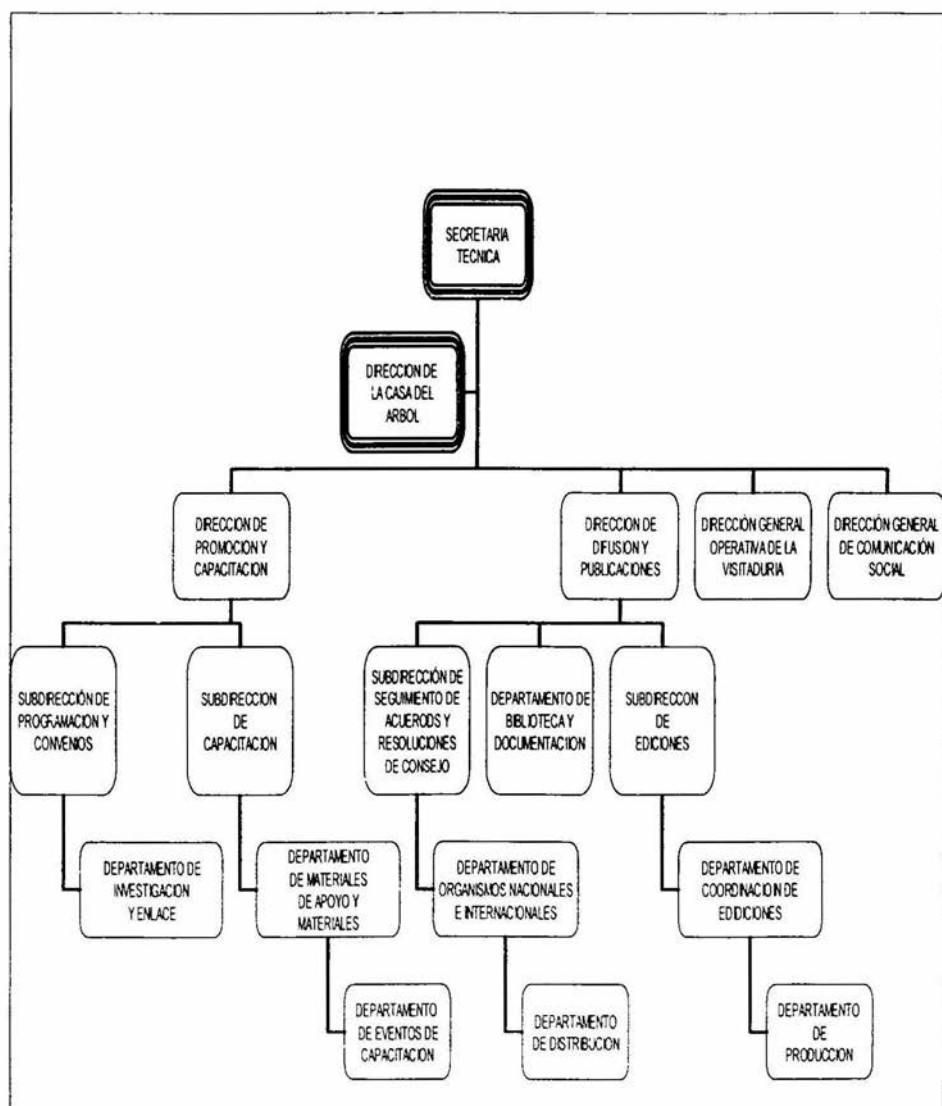 SECRETARIA
TECNICA
DIRECCION DE
LA CASA DEL
ARBOL
DIRECCION DE
PROMOCION Y
CAPACITACION
DIRECCION DE
DIFUSION Y
PUBLICACIONES
DIRECCIÓN GENERAL
OPERATIVA DE LA
VISITADURIA
DIRECCIÓN GENERAL
DE COMUNICACIÓN
SOCIAL
SUBDIRECCIÓN DE
PROGRAMACION Y
CONVENIOS
SUBDIRECCION
DE
CAPACITACION
SUBDIRECCIÓN DE
SEGUIMIENTO DE
ACUERDS Y
RESOLUCIONES
DE CONSEJO
DEPARTAMENTO DE
BIBLIOTECA Y
DOCUMENTACIION
SUBDIRECCON
DE
EDICIONES
DEPARTAMENTO DE
INVESTIGACION
Y ENLACE
DEPARTAMENTO
DE MATERIALES
DE APOYO Y
MATERIALES
DEPARTAMENTO DE
ORGANISMOS NACIONALES
E INTERNACIONALES
DEPARTAMENTO DE
COORDINACION DE
EDIDICIONES
DEPARTAMENTO
DE EVENTOS DE
CAPACITACION
DEPARTAMENTO
DE DISTRIBUCION
DEPARTAMENTO
DE
PRODUCCION